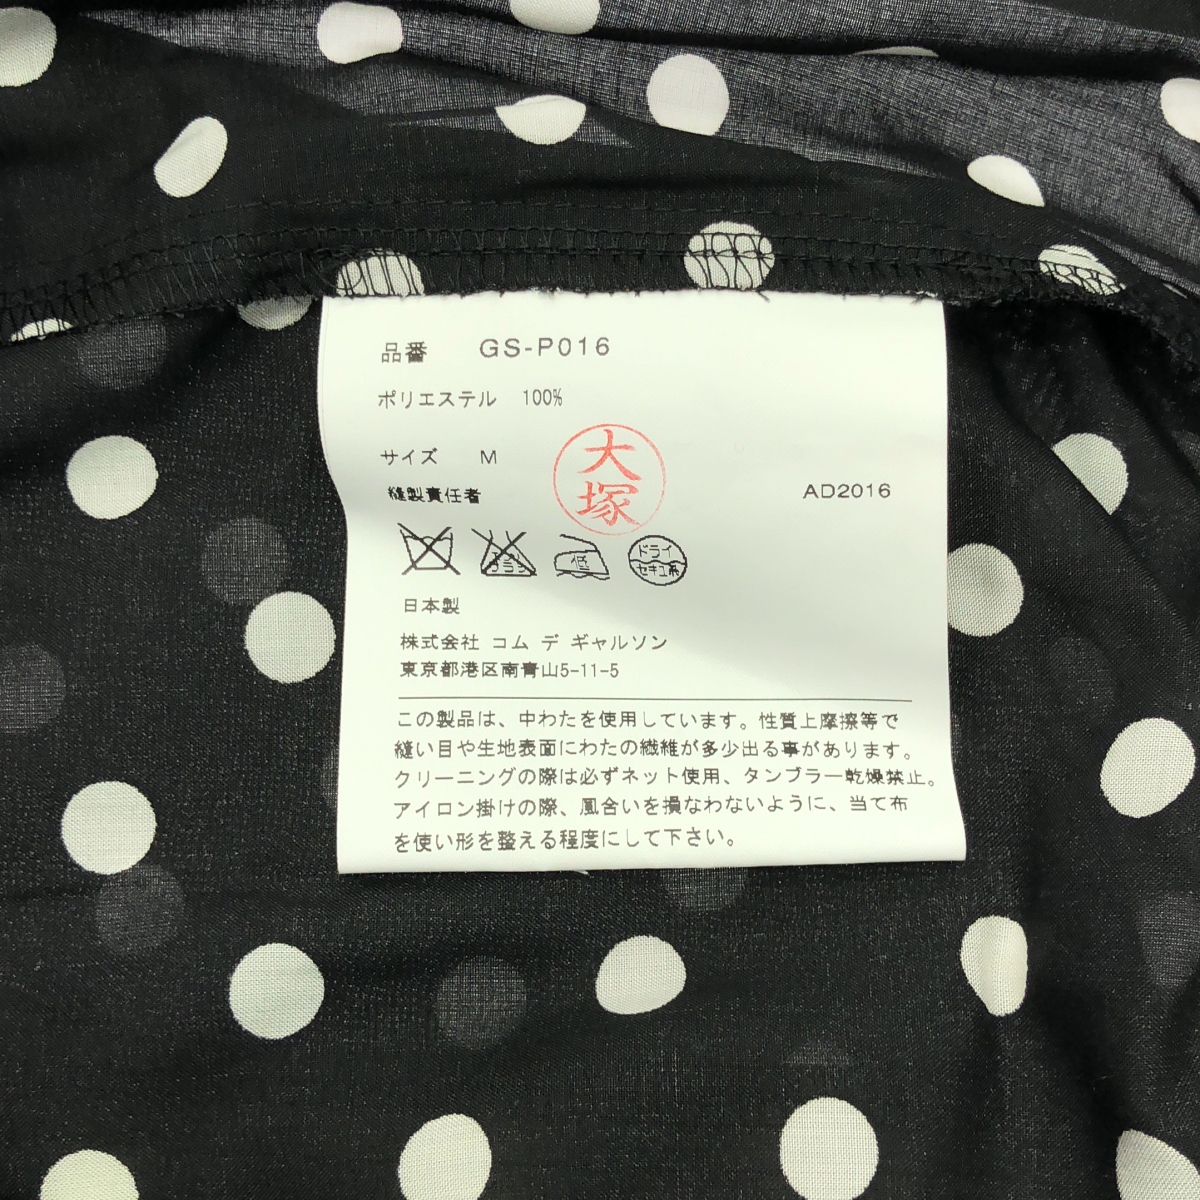 品番 GS-P016
ポリエステル 100%
サイズ M
大塚
縫製責任者 AD2016
低
ドライ
セキユ系
日本製
株式会社 コム デ ギャルソン
東京都港区南青山5-11-5
この製品は、中わたを使用しています。性質上摩擦等で
縫い目や生地表面にわたの繊維が多少出る事があります。
クリーニングの際は必ずネット使用、タンブラー乾燥禁止。
アイロン掛けの際、風合いを損なわないように、当て布
を使い形を整える程度にして下さい。